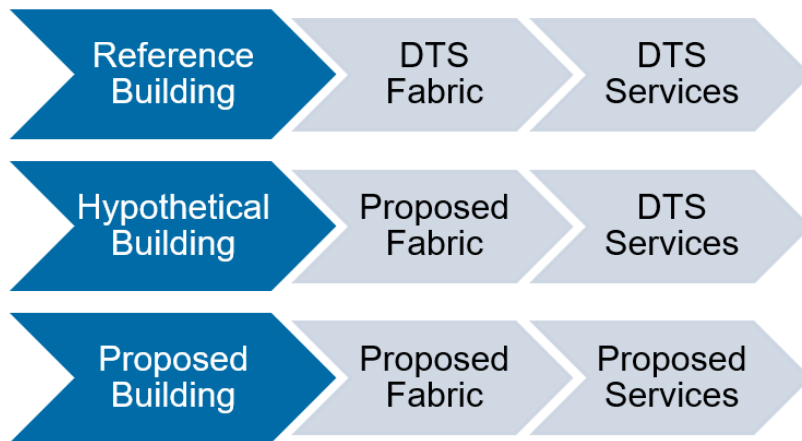 Reference
Building
DTS
Fabric
DTS
Services
Hypothetical
Building
Proposed
Fabric
DTS
Services
Proposed
Building
Proposed
Fabric
Proposed
Services